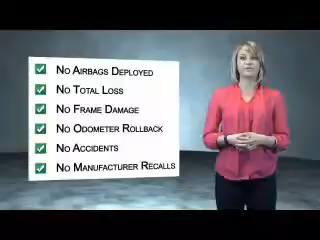 No Airbags Deployed
No Total Loss
No Frame Damage
No Odometer Rollback
No Accidents
No Manufacturer Recalls